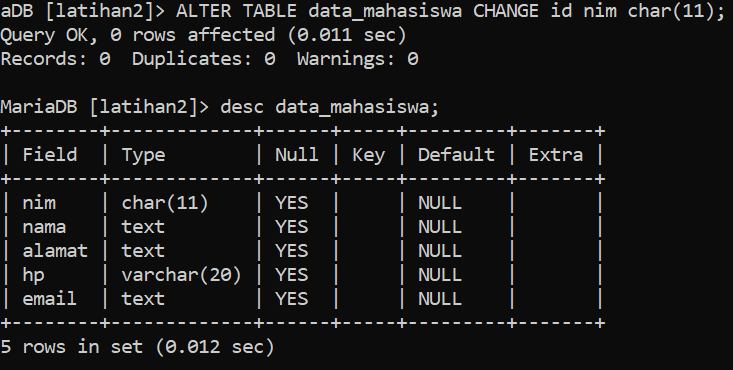 aDB [latihan2]> ALTER TABLE data_mahasiswa CHANGE id nim char(11);
Query OK, 0 rows affected (0.011 sec)
Records: 0  Duplicates: 0  Warnings: 0

MariaDB [latihan2]> desc data_mahasiswa;
+--------+-------------+------+-----+---------+-------+
| Field  | Type        | Null | Key | Default | Extra |
+--------+-------------+------+-----+---------+-------+
| nim    | char(11)    | YES  |     | NULL    |       |
| nama   | text        | YES  |     | NULL    |       |
| alamat | text        | YES  |     | NULL    |       |
| hp     | varchar(20) | YES  |     | NULL    |       |
| email  | text        | YES  |     | NULL    |       |
+--------+-------------+------+-----+---------+-------+
5 rows in set (0.012 sec)